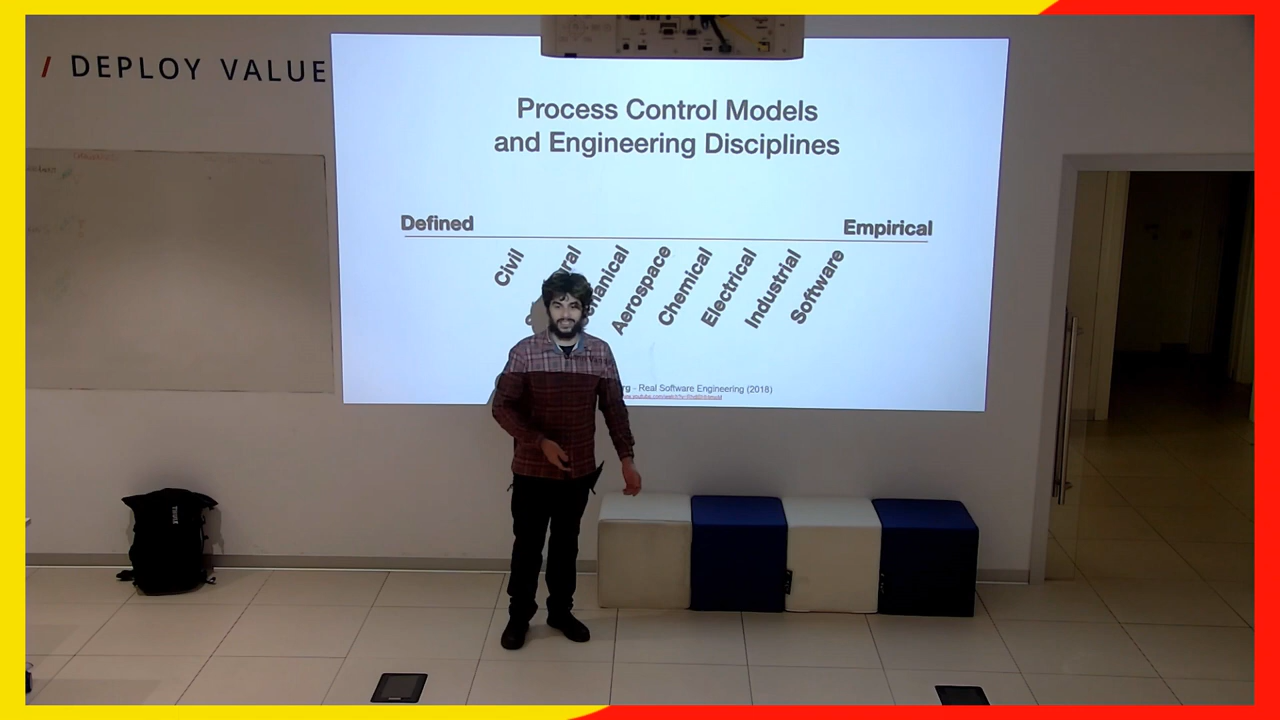 / DEPLOY VALUE
Process Control Models
and Engineering Disciplines
Defined
Empirical
Civil
Aerospace
Chemical
Electrical
Industrial
Software
- Real Software Engineering (2018)
THULE